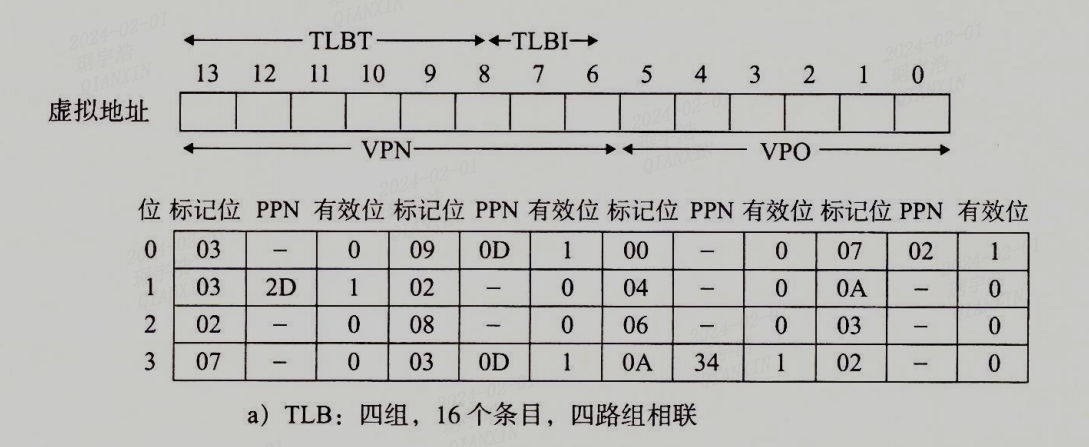 TLBT TLBI
13 12 11 10 9 8 7 6 5 4 3 2 1 0
虚拟地址
VPN VPO
位 标记位 PPN 有效位 标记位 PPN 有效位 标记位 PPN 有效位 标记位 PPN 有效位
0 03 – 0 09 0D 1 00 – 0 07 02 1
1 03 2D 1 02 – 0 04 – 0 0A – 0
2 02 – 0 08 – 0 06 – 0 03 – 0
3 07 – 0 03 0D 1 0A 34 1 02 – 0
a）TLB：四组，16个条目，四路组相联